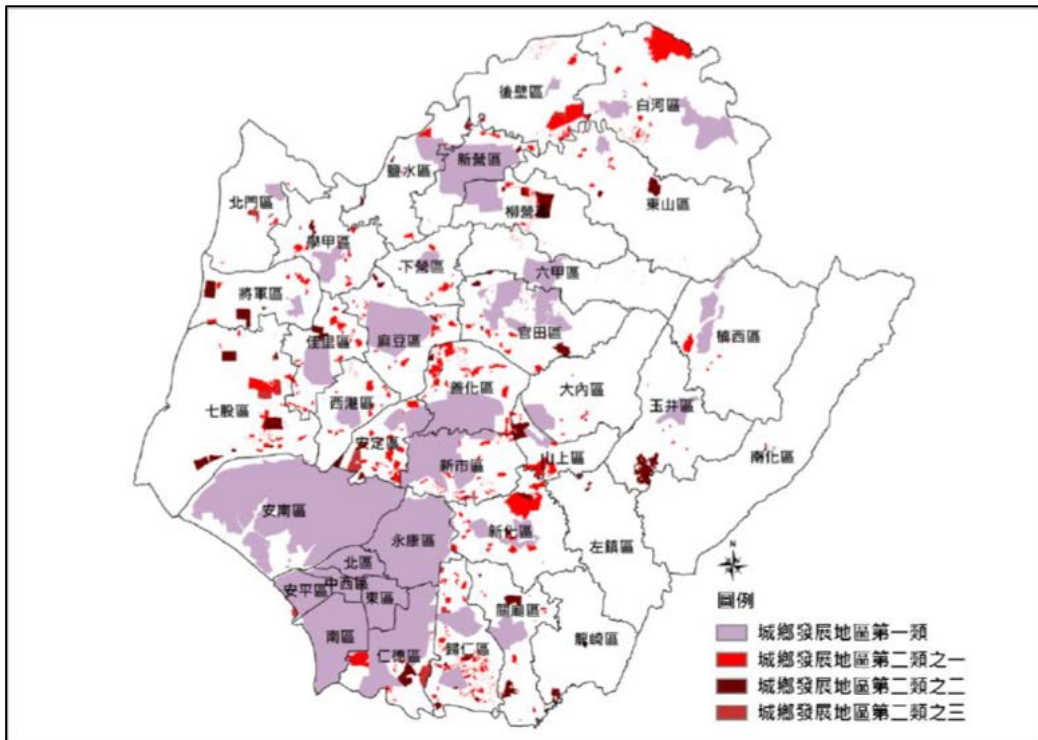 後壁區
白河區
新營區
鹽水區
北門區
柳營區
東山區
學甲區
下營區
六甲區
將軍區
官田區
楠西區
佳里區
麻豆區
善化區
大內區
七股區
西港區
玉井區
安定區
新市區
山上區
南化區
安南區
永康區
新化區
左鎮區
北區
中西區
安平區
東區
南區
仁德區
歸仁區
關廟區
龍崎區
N
圖例
城鄉發展地區第一類
城鄉發展地區第二類之一
城鄉發展地區第二類之二
城鄉發展地區第二類之三